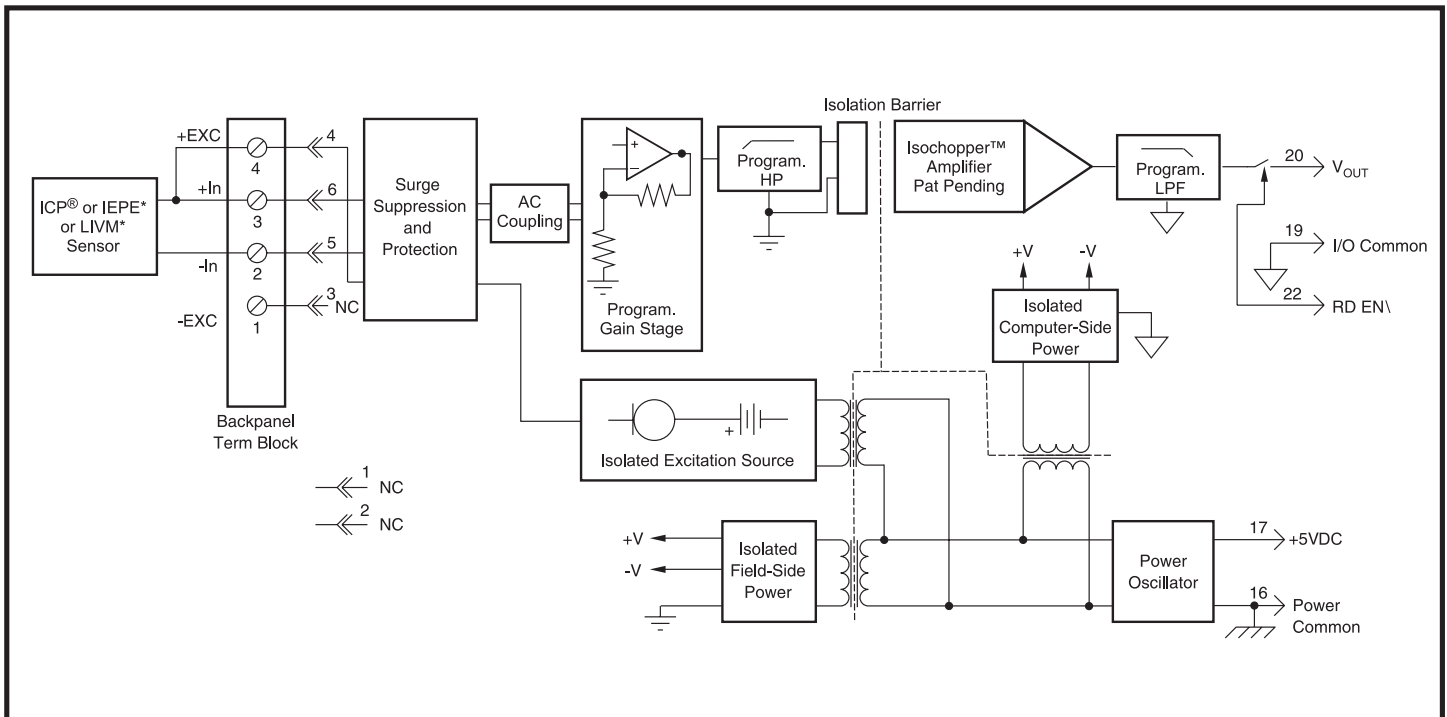 +EXC
4
4
+In
6
3
5
2
-In
3
NC
1
-EXC
ICP® or IEPE*
or LIVM*
Sensor
Backpanel
Term Block
1
NC
2
NC
Surge
Suppression
and
Protection
AC
Coupling
+
−
Program.
Gain Stage
Program.
HP
Isolation Barrier
Isochopper™
Amplifier
Pat Pending
Program.
LPF
20
VOUT
19
I/O Common
22
RD EN\
+V
-V
Isolated
Computer-Side
Power
+
Isolated Excitation Source
+V
-V
Isolated
Field-Side
Power
Power
Oscillator
17
+5VDC
16
Power
Common